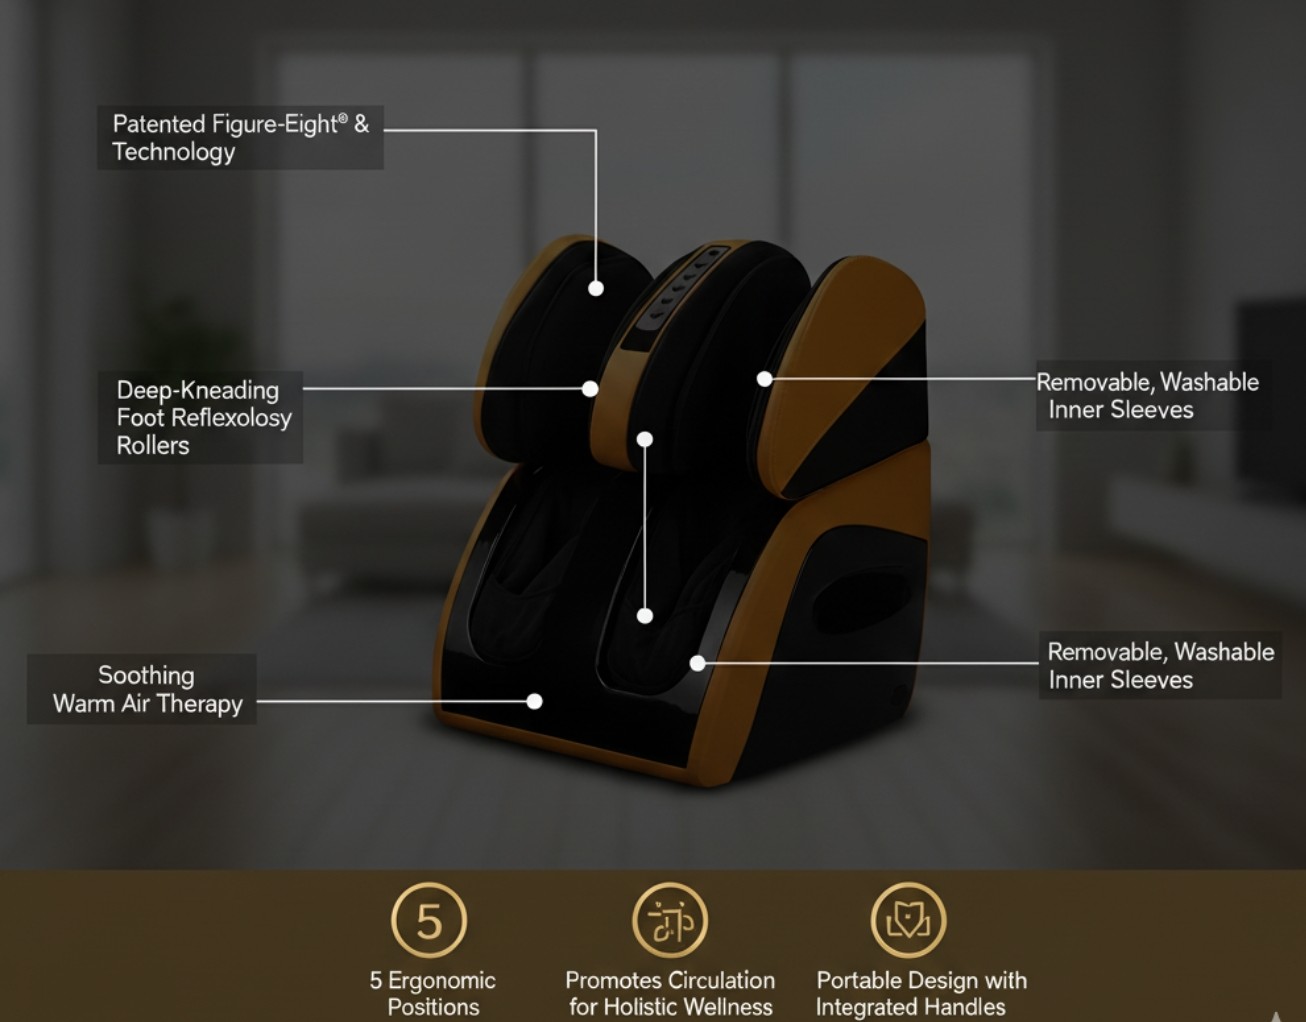 Patented Figure-Eight® &
Technology
Deep-Kneading
Foot Reflexolosy
Rollers
Removable, Washable
Inner Sleeves
Soothing
Warm Air Therapy
Removable, Washable
Inner Sleeves
5
5 Ergonomic
Positions
Promotes Circulation
for Holistic Wellness
Portable Design with
Integrated Handles